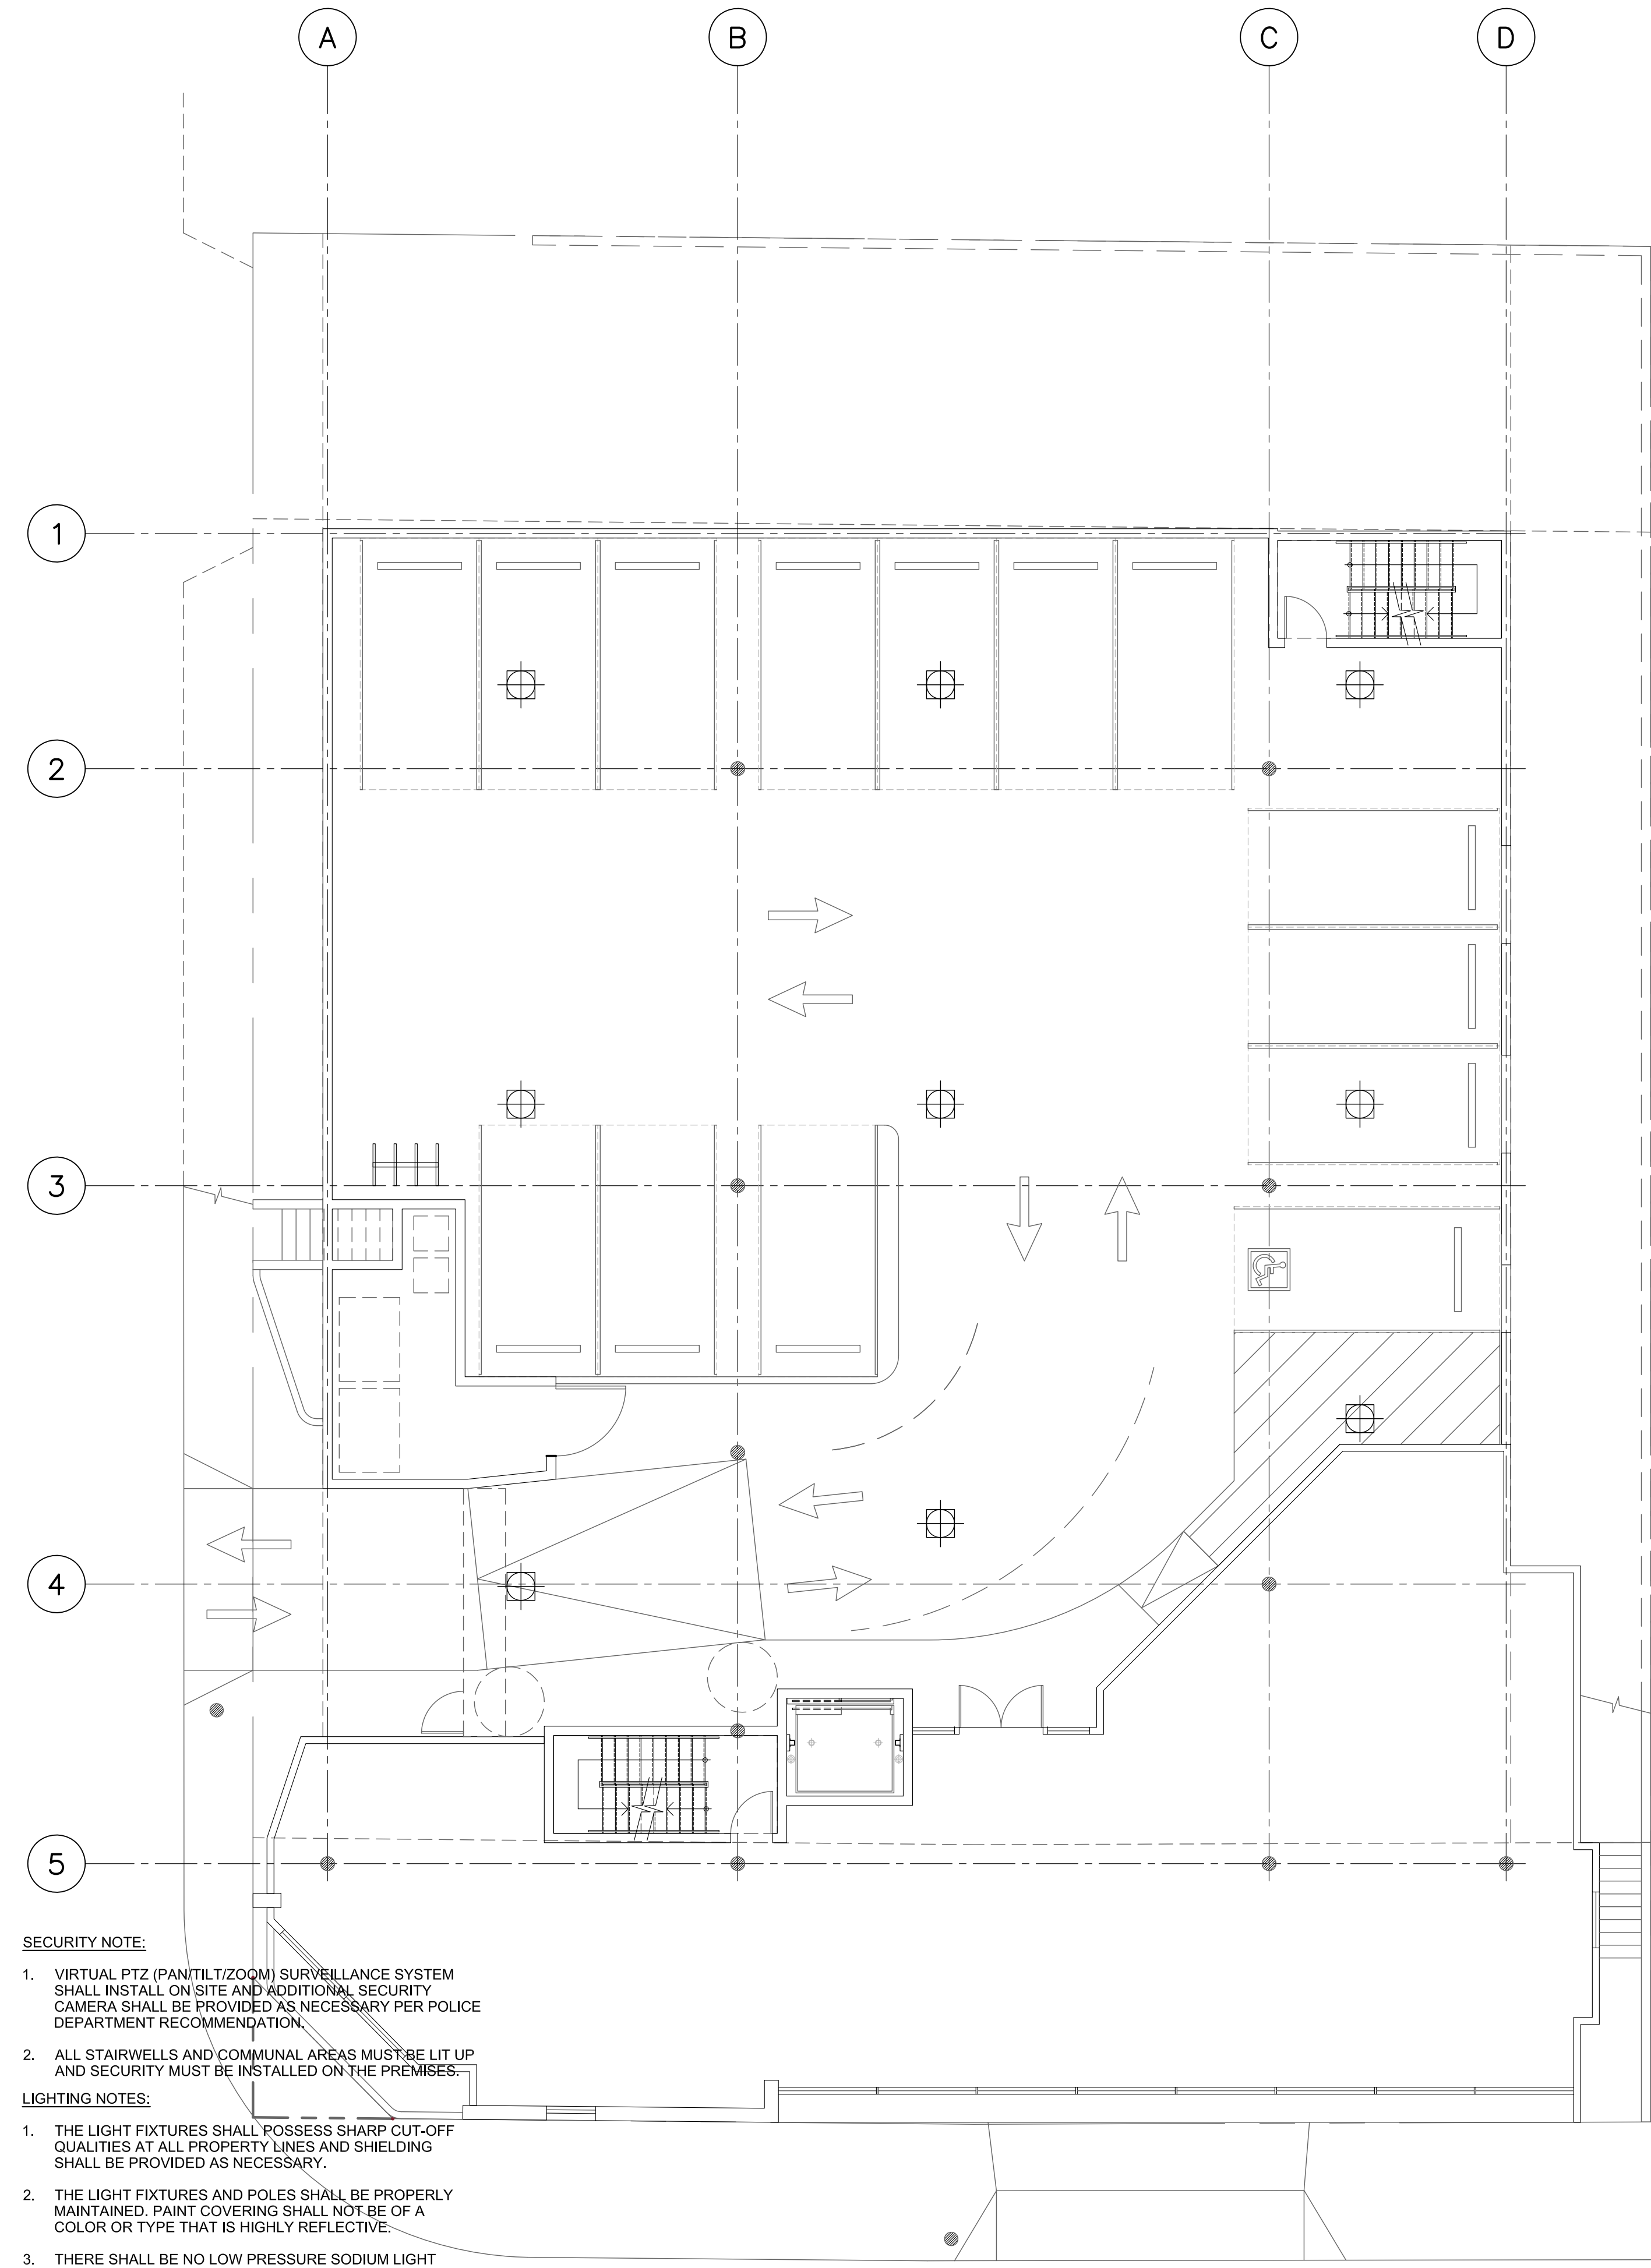 A
B
C
D
1
2
3
4
5
SECURITY NOTE:
1. VIRTUAL PTZ (PAN/TILT/ZOOM) SURVEILLANCE SYSTEM
SHALL INSTALL ON SITE AND ADDITIONAL SECURITY
CAMERA SHALL BE PROVIDED AS NECESSARY PER POLICE
DEPARTMENT RECOMMENDATION.
2. ALL STAIRWELLS AND COMMUNAL AREAS MUST BE LIT UP
AND SECURITY MUST BE INSTALLED ON THE PREMISES.
LIGHTING NOTES:
1. THE LIGHT FIXTURES SHALL POSSESS SHARP CUT-OFF
QUALITIES AT ALL PROPERTY LINES AND SHIELDING
SHALL BE PROVIDED AS NECESSARY.
2. THE LIGHT FIXTURES AND POLES SHALL BE PROPERLY
MAINTAINED. PAINT COVERING SHALL NOT BE OF A
COLOR OR TYPE THAT IS HIGHLY REFLECTIVE.
3. THERE SHALL BE NO LOW PRESSURE SODIUM LIGHT